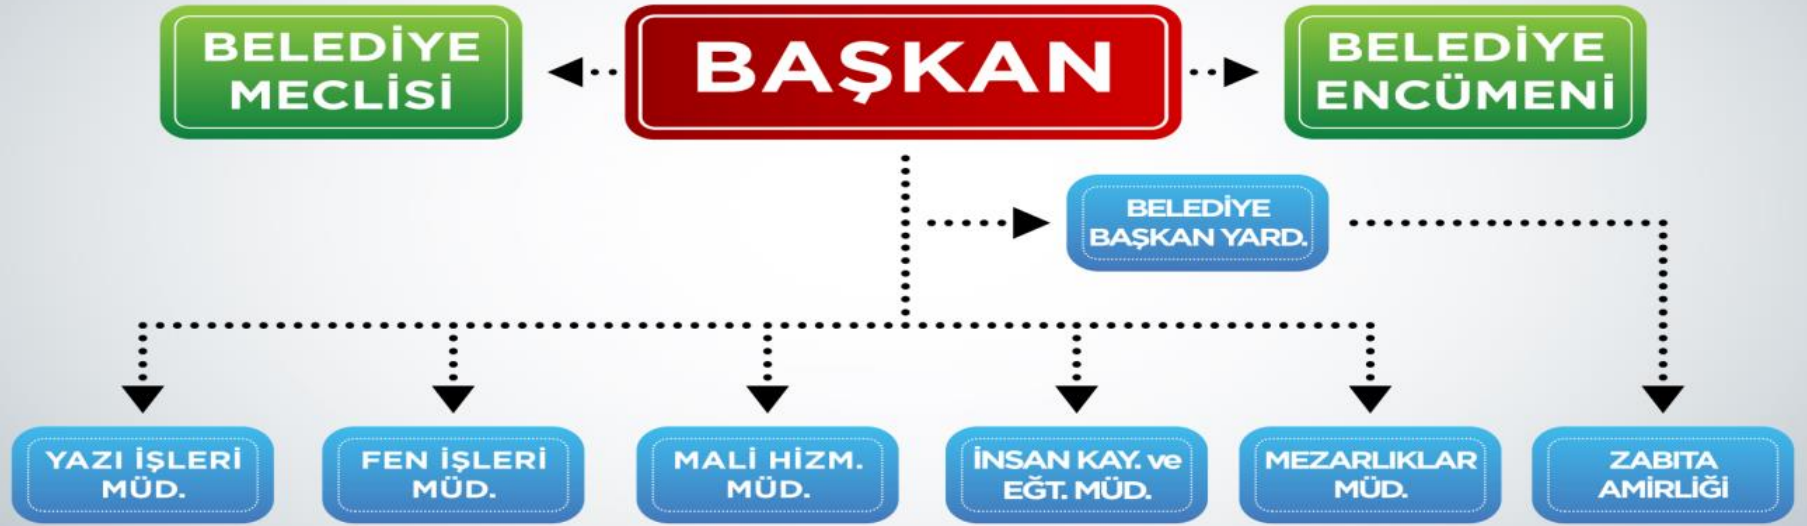 BELEDİYE
MECLİSİ
BAŞKAN
BELEDİYE
ENCÜMENİ
BELEDİYE
BAŞKAN YARD.
YAZI İŞLERİ
MÜD.
FEN İŞLERİ
MÜD.
MALİ HİZM.
MÜD.
İNSAN KAY. ve
EĞT. MÜD.
MEZARLIKLAR
MÜD.
ZABITA
AMİRLİĞİ